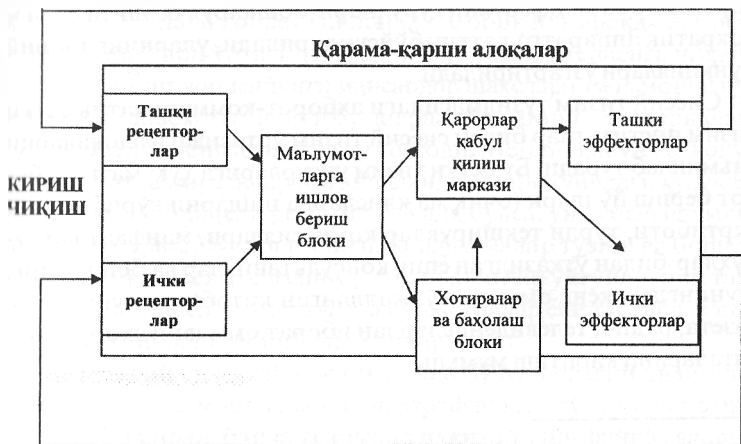 Қарама-қарши алоқалар
Ташқи
рецептор-
лар
Маълумот-
ларга
ишлов
бериш
блоки
Қарорлар
қабул
қилиш
маркази
Ташки
эффекторлар
КИРИШ
ЧИҚИШ
Ички
рецептор-
лар
Хотиралар
ва баҳолаш
блоки
Ички
эффекторлар